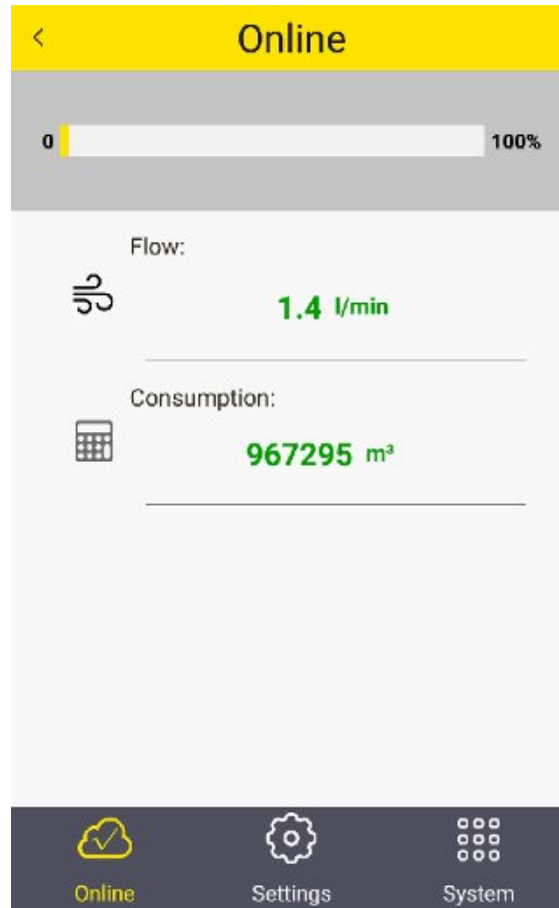 Online
0 100%
Flow:
1.4 l/min
Consumption:
967295 m³
Online Settings System